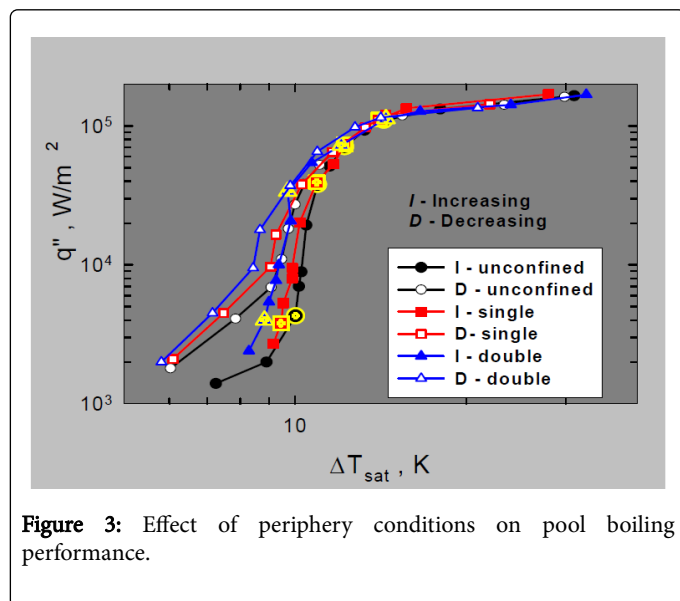 10^5
10^4
10^3
q" , W/m ^2
I - Increasing
D - Decreasing
I - unconfined
D - unconfined
I - single
D - single
I - double
D - double
10
ΔT_sat , K
Figure 3: Effect of periphery conditions on pool boiling
performance.